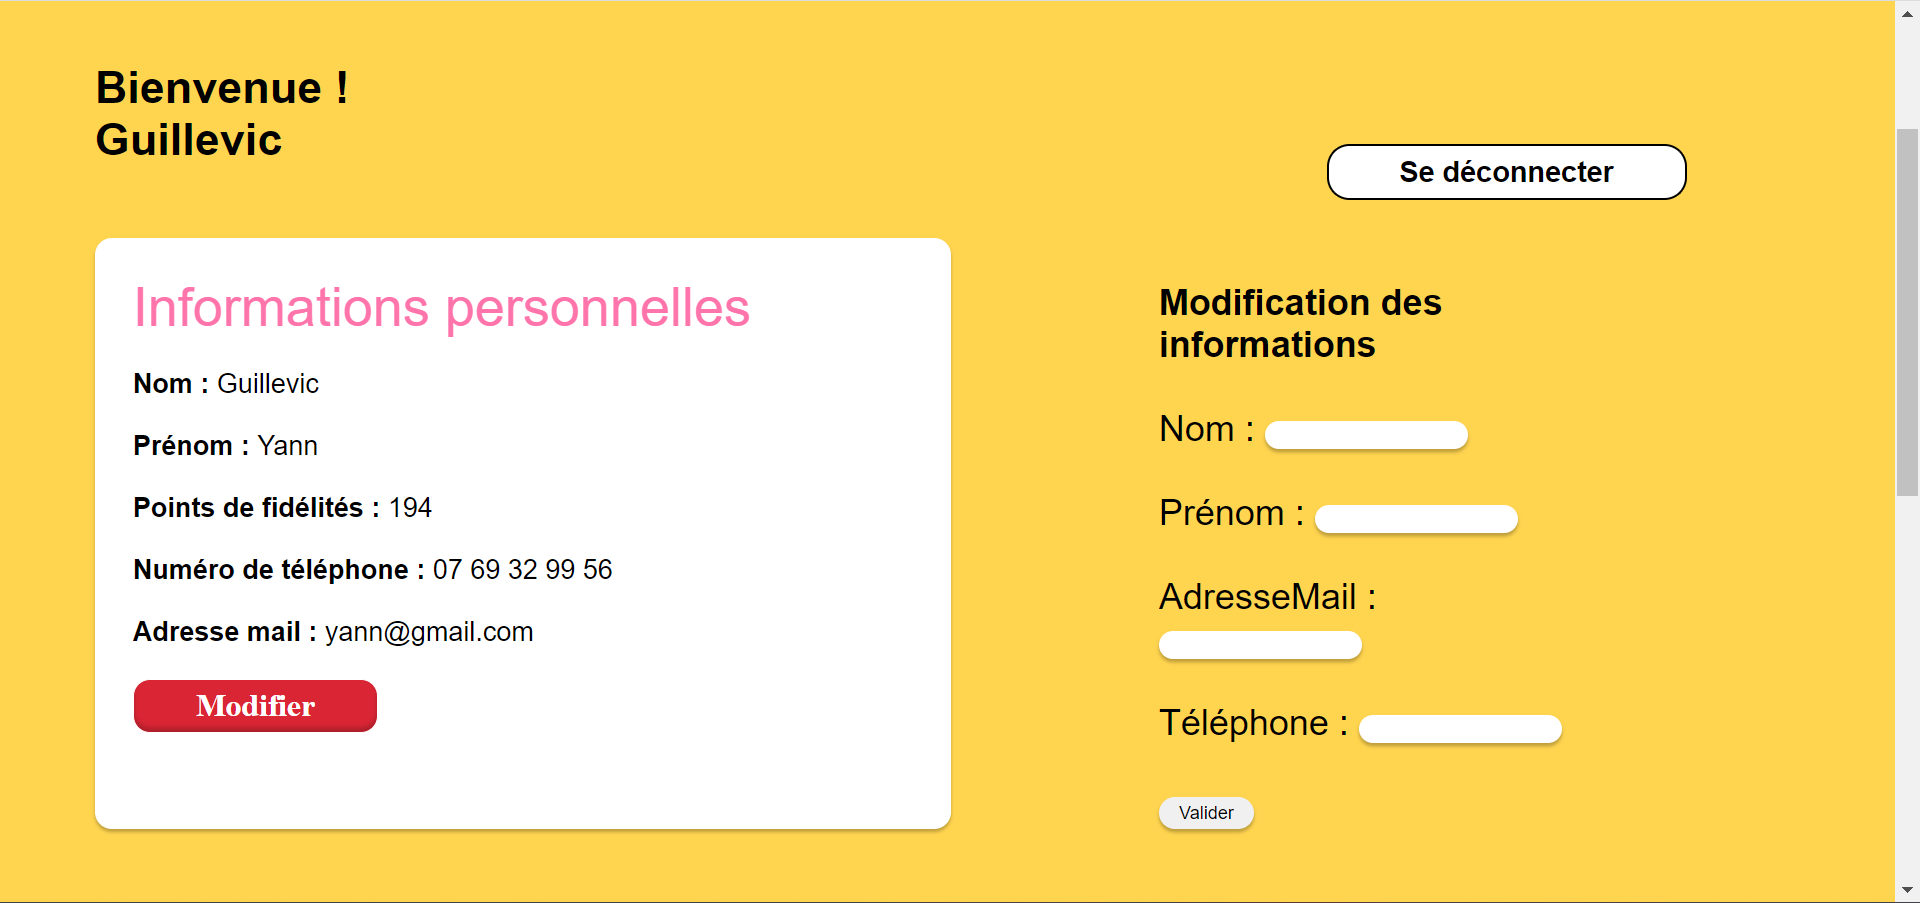 Bienvenue !
Guillevic
Se déconnecter
Informations personnelles
Nom : Guillevic
Prénom : Yann
Points de fidélités : 194
Numéro de téléphone : 07 69 32 99 56
Adresse mail : yann@gmail.com
Modifier
Modification des
informations
Nom :
Prénom :
AdresseMail :
Téléphone :
Valider